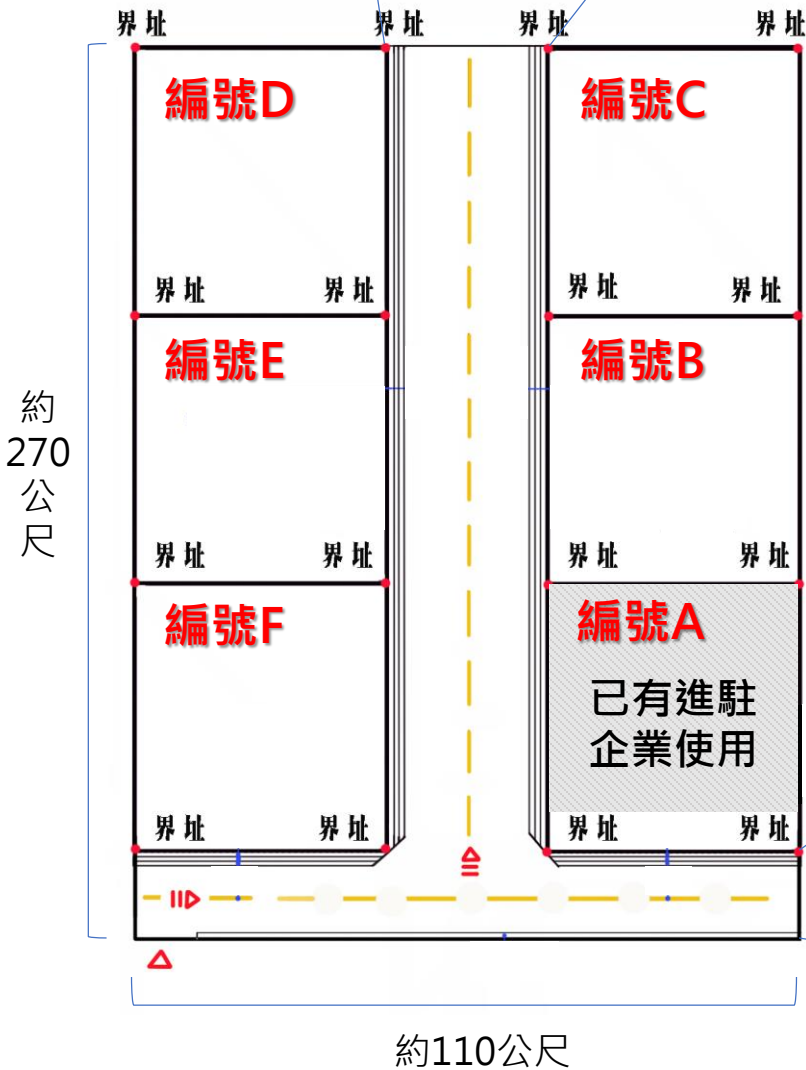 界址 界址 界址 界址
編號D 編號C
界址 界址 界址 界址
編號E 編號B
約
270
公
尺
界址 界址 界址 界址
編號F 編號A
已有進駐
企業使用
界址 界址 界址 界址
約110公尺